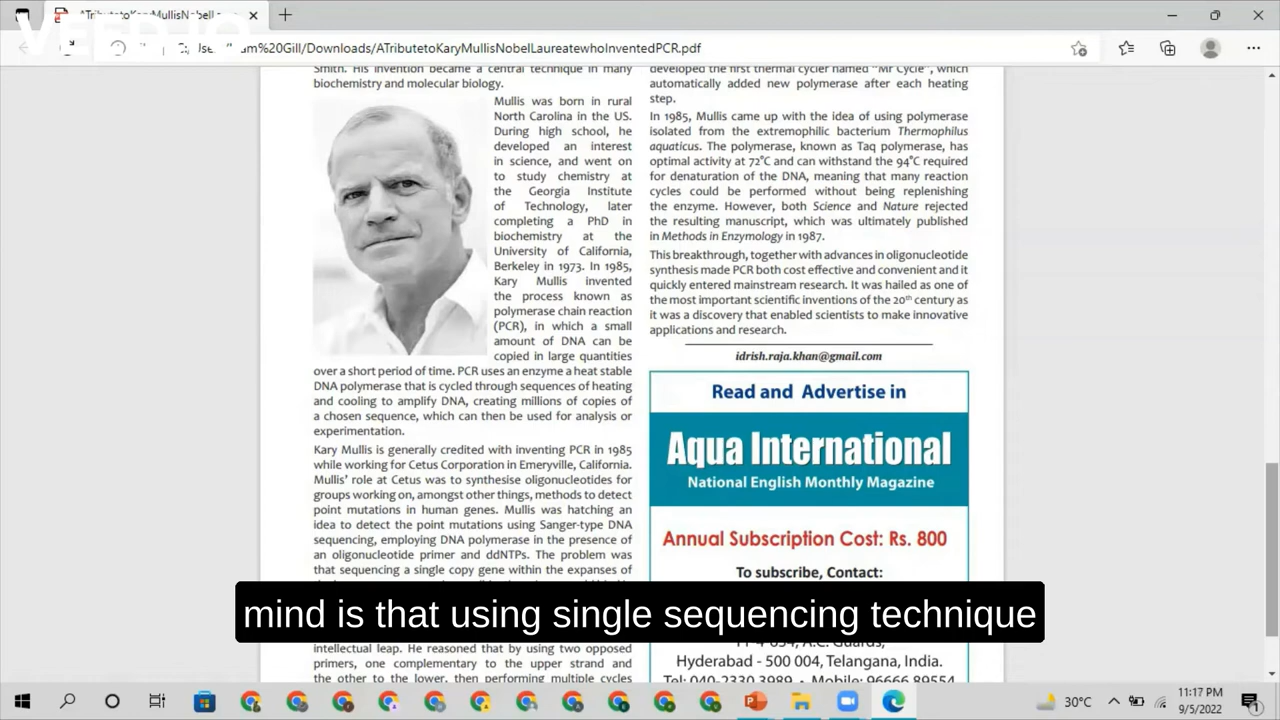 ATributetoKaryMullisNobelLaur
VEED.IO
am%20Gill/Downloads/ATributetoKaryMullisNobelLaureatewhoInventedPCR.pdf
Smith. His invention became a central technique in many
biochemistry and molecular biology.
Mullis was born in rural
North Carolina in the US.
During high school, he
developed an interest
in science, and went on
to study chemistry at
the Georgia Institute
of Technology, later
completing a PhD in
biochemistry at the
University of California,
Berkeley in 1973. In 1985,
Kary Mullis invented
the process known as
polymerase chain reaction
(PCR), in which a small
amount of DNA can be
copied in large quantities
over a short period of time. PCR uses an enzyme a heat stable
DNA polymerase that is cycled through sequences of heating
and cooling to amplify DNA, creating millions of copies of
a chosen sequence, which can then be used for analysis or
experimentation.
Kary Mullis is generally credited with inventing PCR in 1985
while working for Cetus Corporation in Emeryville, California.
Mullis' role at Cetus was to synthesise oligonucleotides for
groups working on, amongst other things, methods to detect
point mutations in human genes. Mullis was hatching an
idea to detect the point mutations using Sanger-type DNA
sequencing, employing DNA polymerase in the presence of
an oligonucleotide primer and ddNTPs. The problem was
that sequencing a single copy gene within the expanses of
intellectual leap. He reasoned that by using two opposed
primers, one complementary to the upper strand and
the other to the lower, then performing multiple cycles
developed the first thermal cycler named "Mr Cycle", which
automatically added new polymerase after each heating
step.
In 1985, Mullis came up with the idea of using polymerase
isolated from the extremophilic bacterium Thermophilus
aquaticus. The polymerase, known as Taq polymerase, has
optimal activity at 72°C and can withstand the 94°C required
for denaturation of the DNA, meaning that many reaction
cycles could be performed without being replenishing
the enzyme. However, both Science and Nature rejected
the resulting manuscript, which was ultimately published
in Methods in Enzymology in 1987.
This breakthrough, together with advances in oligonucleotide
synthesis made PCR both cost effective and convenient and it
quickly entered mainstream research. It was hailed as one of
the most important scientific inventions of the 20th century as
it was a discovery that enabled scientists to make innovative
applications and research.
idrish.raja.khan@gmail.com
Read and Advertise in
Aqua International
National English Monthly Magazine
Annual Subscription Cost: Rs. 800
To subscribe, Contact:
Hyderabad - 500 004, Telangana, India.
Tel: 040-2330 3989 • Mobile: 96666 89554
mind is that using single sequencing technique
30°C
11:17 PM
9/5/2022